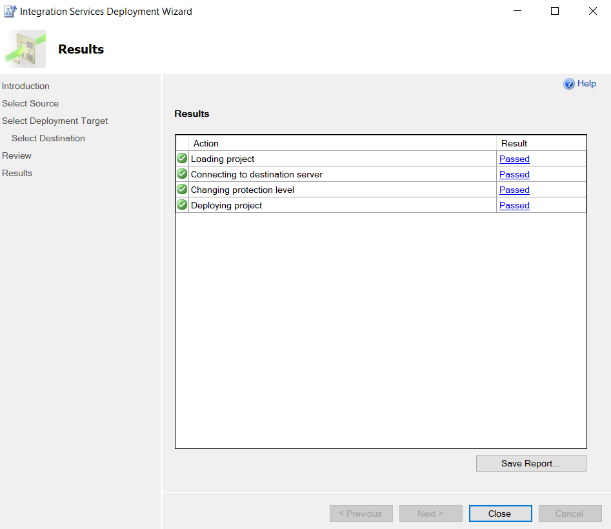 Integration Services Deployment Wizard
Results
Help
Introduction
Select Source
Select Deployment Target
Select Destination
Review
Results
Results
Action Result
Loading project Passed
Connecting to destination server Passed
Changing protection level Passed
Deploying project Passed
Save Report...
< Previous Next > Close Cancel